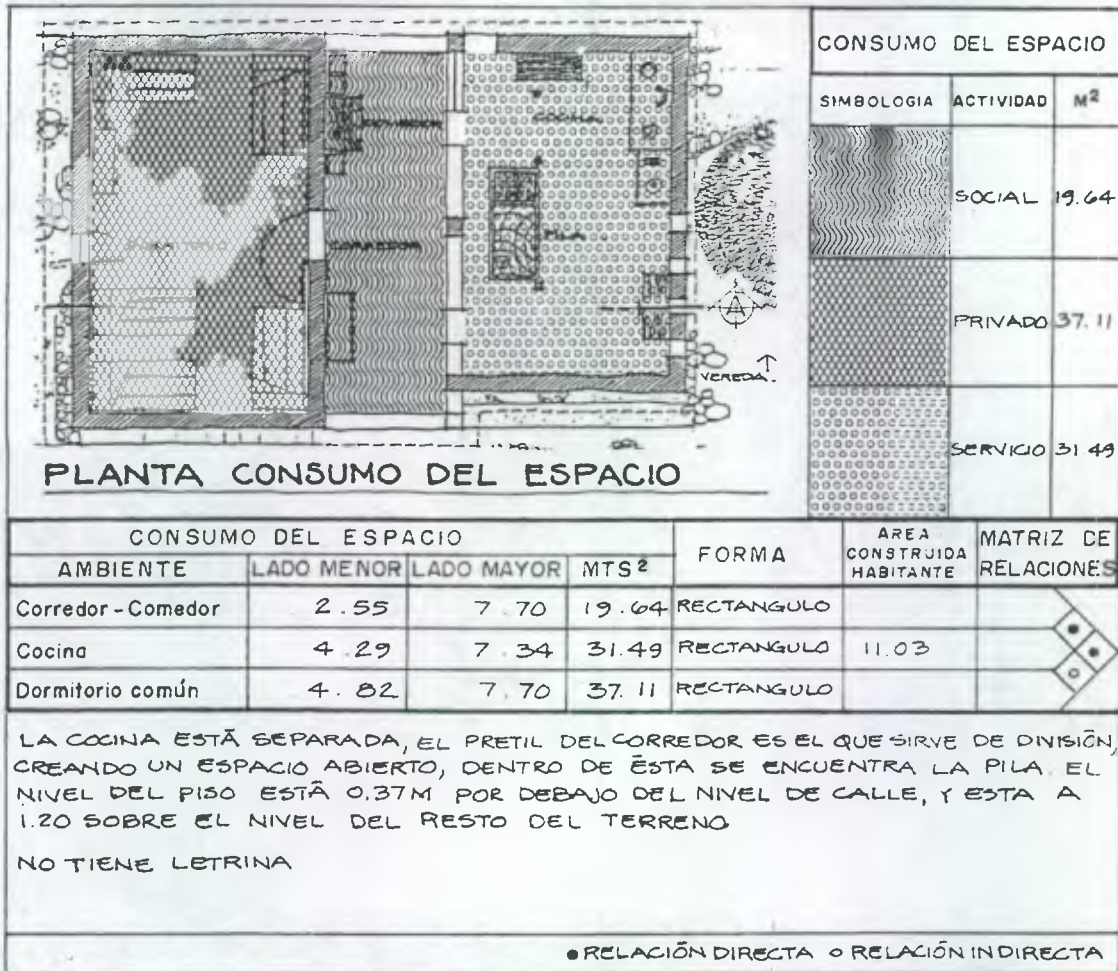 CONSUMO DEL ESPACIO
SIMBOLOGIA ACTIVIDAD M²
SOCIAL 19.64
PRIVADO 37.11
SERVICIO 31.49
COMEDOR
COCINA
CORREDOR
PILA
A
VEREDA.
PLANTA CONSUMO DEL ESPACIO
CONSUMO DEL ESPACIO FORMA AREA CONSTRUIDA HABITANTE MATRIZ DE RELACIONES
AMBIENTE LADO MENOR LADO MAYOR MTS²
Corredor-Comedor 2.55 7.70 19.64 RECTANGULO
Cocina 4.29 7.34 31.49 RECTANGULO 11.03
Dormitorio común 4.82 7.70 37.11 RECTANGULO
LA COCINA ESTÁ SEPARADA, EL PRETIL DEL CORREDOR ES EL QUE SIRVE DE DIVISIÓN,
CREANDO UN ESPACIO ABIERTO, DENTRO DE ÉSTA SE ENCUENTRA LA PILA. EL
NIVEL DEL PISO ESTÁ 0.37M POR DEBAJO DEL NIVEL DE CALLE, Y ESTA A
1.20 SOBRE EL NIVEL DEL RESTO DEL TERRENO
NO TIENE LETRINA
● RELACIÓN DIRECTA ○ RELACIÓN INDIRECTA